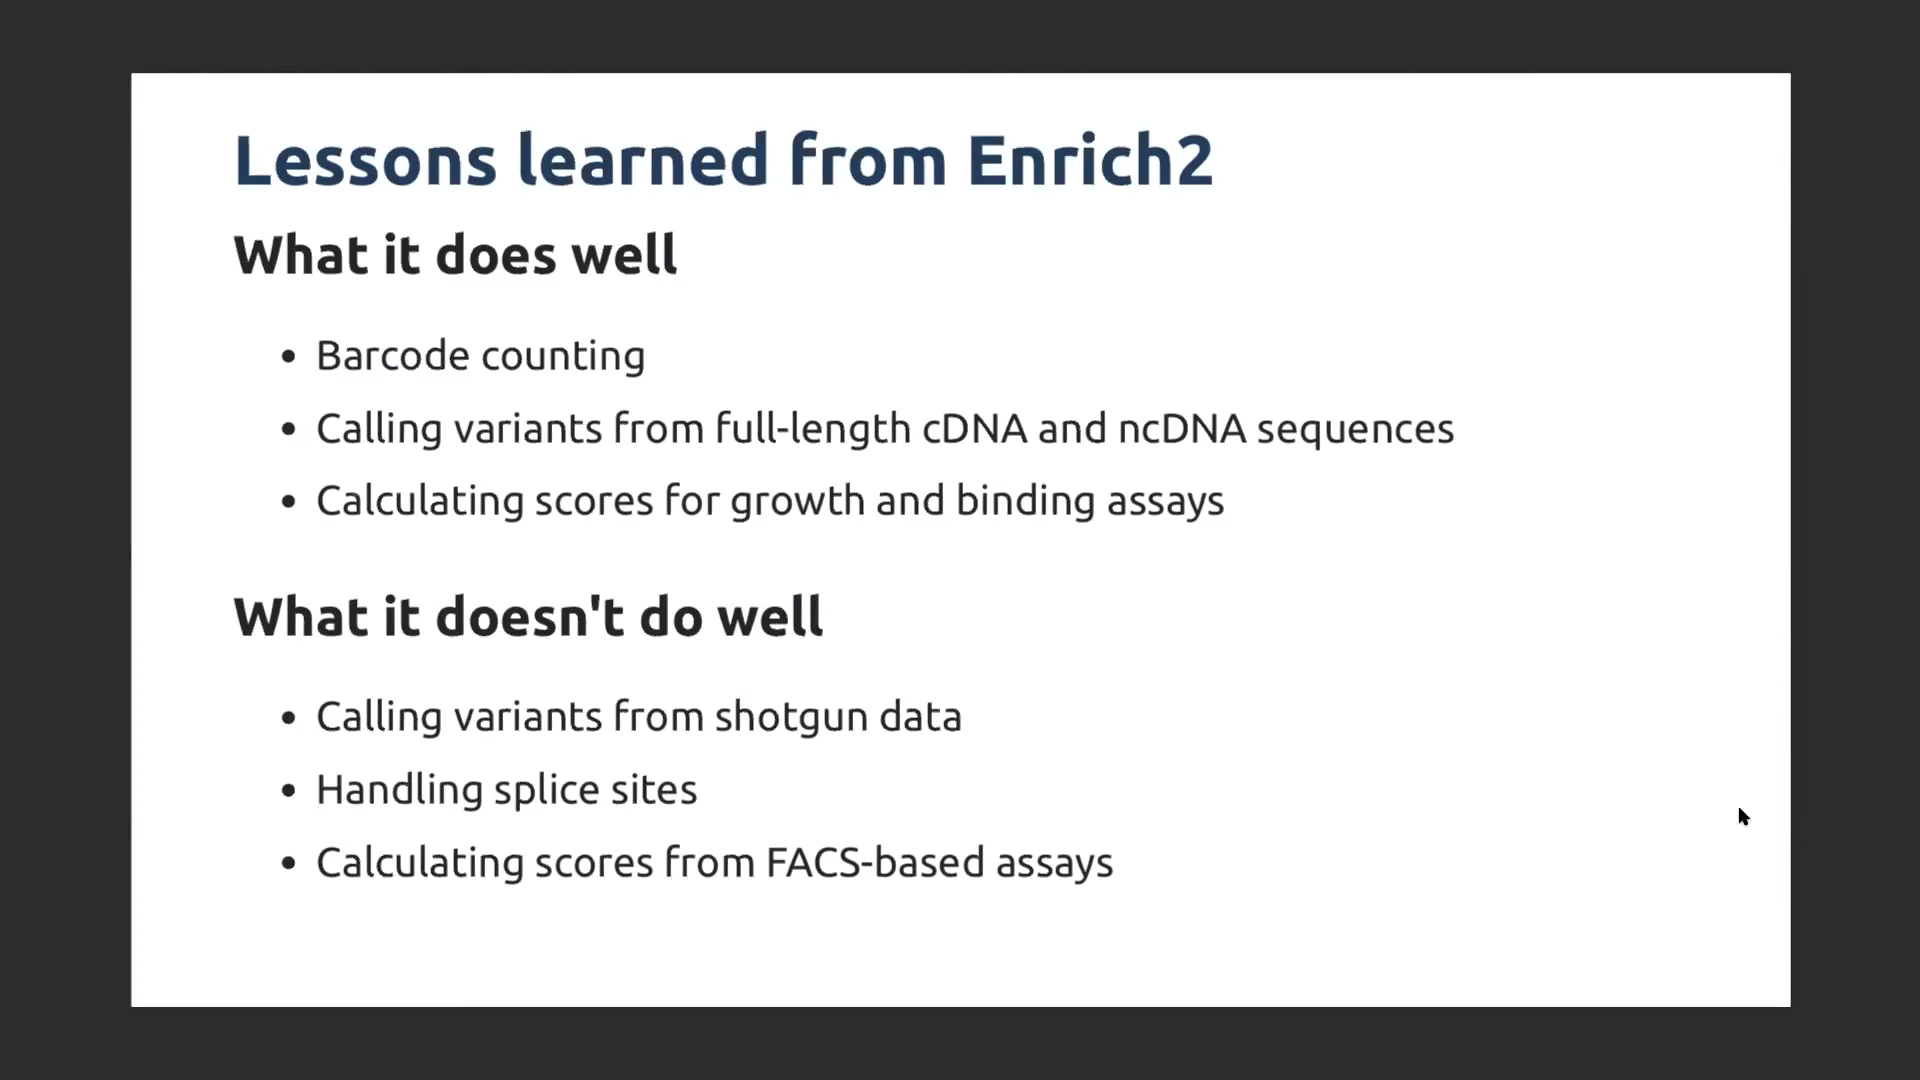 Lessons learned from Enrich2
What it does well
• Barcode counting
• Calling variants from full-length cDNA and ncDNA sequences
• Calculating scores for growth and binding assays
What it doesn't do well
• Calling variants from shotgun data
• Handling splice sites
• Calculating scores from FACS-based assays